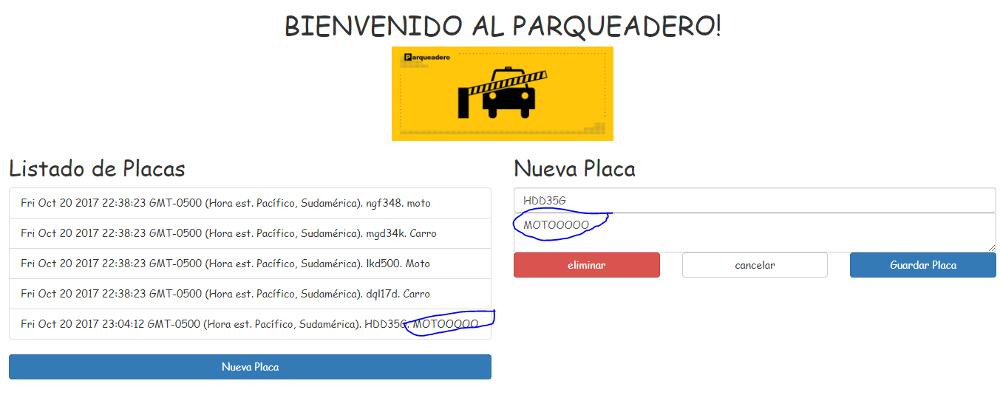 BIENVENIDO AL PARQUEADERO!
Parqueadero
Listado de Placas
Fri Oct 20 2017 22:38:23 GMT-0500 (Hora est. Pacífico, Sudamérica). ngf348. moto
Fri Oct 20 2017 22:38:23 GMT-0500 (Hora est. Pacífico, Sudamérica). mgd34k. Carro
Fri Oct 20 2017 22:38:23 GMT-0500 (Hora est. Pacífico, Sudamérica). lkd500. Moto
Fri Oct 20 2017 22:38:23 GMT-0500 (Hora est. Pacífico, Sudamérica). dql17d. Carro
Fri Oct 20 2017 23:04:12 GMT-0500 (Hora est. Pacífico, Sudamérica). HDD35G. MOTOOOOO
Nueva Placa
Nueva Placa
HDD35G
MOTOOOOO
eliminar
cancelar
Guardar Placa